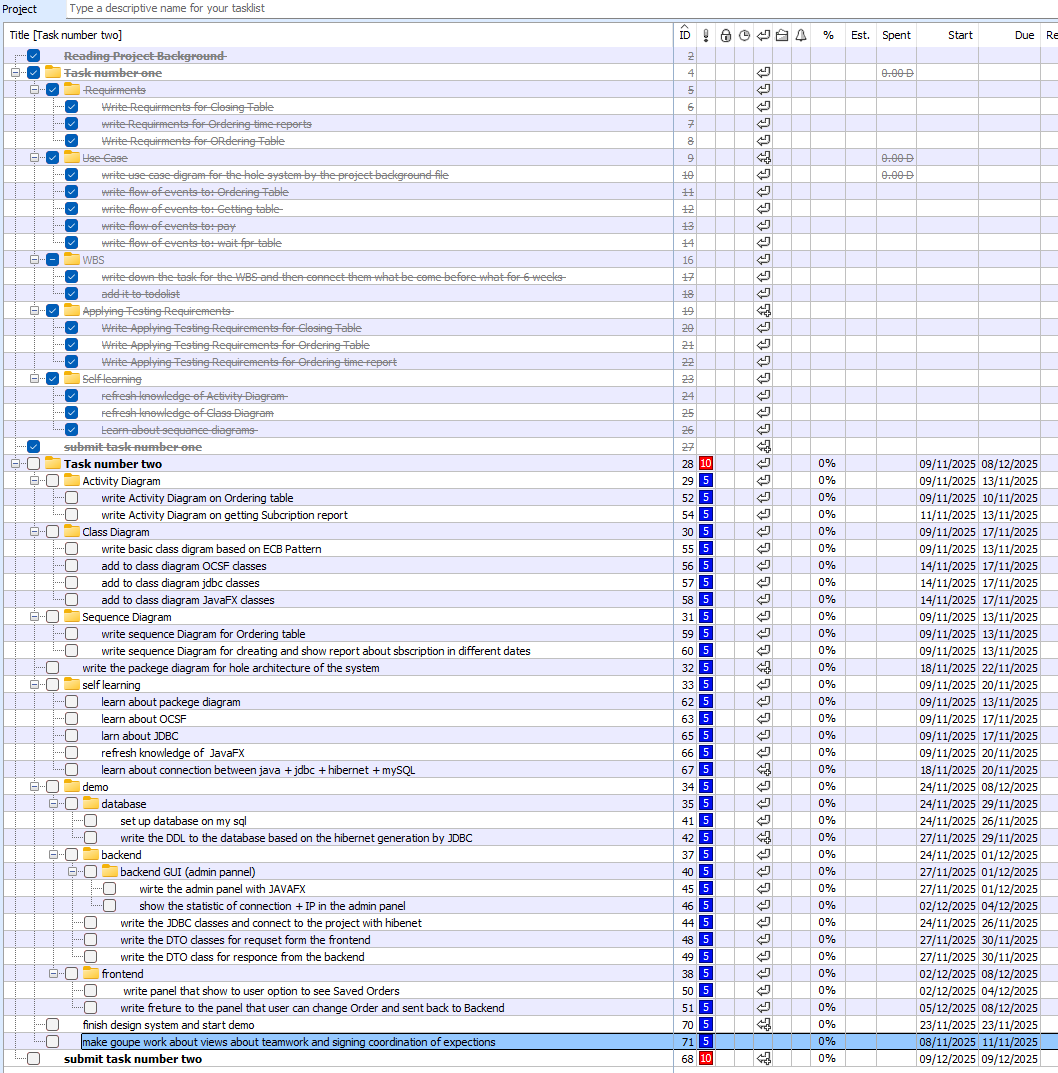 Project Type a descriptive name for your tasklist
Title [Task number two] ID % Est. Spent Start Due Re
Reading Project Background 2
Task number one 4 0.00 D
Requirments 5
Write Requirments for Closing Table 6
write Requirments for Ordering time reports 7
Write Requirments for ORdering Table 8
Use Case 9 0.00 D
write use case digram for the hole system by the project background file 10 0.00 D
write flow of events to: Ordering Table 11
write flow of events to: Getting table 12
write flow of events to: pay 13
write flow of events to: wait fpr table 14
WBS 16
write down the task for the WBS and then connect them what be come before what for 6 weeks 17
add it to todolist 18
Applying Testing Requirements 19
Write Applying Testing Requirements for Closing Table 20
Write Applying Testing Requirements for Ordering Table 21
Write Applying Testing Requirements for Ordering time report 22
Self learning 23
refresh knowledge of Activity Diagram 24
refresh knowledge of Class Diagram 25
Learn about sequance diagrams 26
submit task number one 27
Task number two 28 10 0% 09/11/2025 08/12/2025
Activity Diagram 29 5 0% 09/11/2025 13/11/2025
write Activity Diagram on Ordering table 52 5 0% 09/11/2025 10/11/2025
write Activity Diagram on getting Subcription report 54 5 0% 11/11/2025 13/11/2025
Class Diagram 30 5 0% 09/11/2025 17/11/2025
write basic class digram based on ECB Pattern 55 5 0% 09/11/2025 13/11/2025
add to class diagram OCSF classes 56 5 0% 14/11/2025 17/11/2025
add to class diagram jdbc classes 57 5 0% 14/11/2025 17/11/2025
add to class diagram JavaFX classes 58 5 0% 14/11/2025 17/11/2025
Sequence Diagram 31 5 0% 09/11/2025 13/11/2025
write sequence Diagram for Ordering table 59 5 0% 09/11/2025 13/11/2025
write sequence Diagram for clreating and show report about sbscription in different dates 60 5 0% 09/11/2025 13/11/2025
write the packege diagram for hole architecture of the system 32 5 0% 18/11/2025 22/11/2025
self learning 33 5 0% 09/11/2025 20/11/2025
learn about packege diagram 62 5 0% 09/11/2025 13/11/2025
learn about OCSF 63 5 0% 09/11/2025 17/11/2025
larn about JDBC 65 5 0% 09/11/2025 17/11/2025
refresh knowledge of JavaFX 66 5 0% 09/11/2025 20/11/2025
learn about connection between java + jdbc + hibernet + mySQL 67 5 0% 18/11/2025 20/11/2025
demo 34 5 0% 24/11/2025 08/12/2025
database 35 5 0% 24/11/2025 29/11/2025
set up database on my sql 41 5 0% 24/11/2025 26/11/2025
write the DDL to the database based on the hibernet generation by JDBC 42 5 0% 27/11/2025 29/11/2025
backend 37 5 0% 24/11/2025 01/12/2025
backend GUI (admin pannel) 40 5 0% 27/11/2025 01/12/2025
wirte the admin panel with JAVAFX 45 5 0% 27/11/2025 01/12/2025
show the statistic of connection + IP in the admin panel 46 5 0% 02/12/2025 04/12/2025
write the JDBC classes and connect to the project with hibenet 44 5 0% 24/11/2025 26/11/2025
write the DTO classes for requset form the frontend 48 5 0% 27/11/2025 30/11/2025
write the DTO class for responce from the backend 49 5 0% 27/11/2025 30/11/2025
frontend 38 5 0% 02/12/2025 08/12/2025
write panel that show to user option to see Saved Orders 50 5 0% 02/12/2025 04/12/2025
write freture to the panel that user can change Order and sent back to Backend 51 5 0% 05/12/2025 08/12/2025
finish design system and start demo 70 5 0% 23/11/2025 23/11/2025
make goupe work about views about teamwork and signing coordination of expections 71 5 0% 08/11/2025 11/11/2025
submit task number two 68 10 0% 09/12/2025 09/12/2025